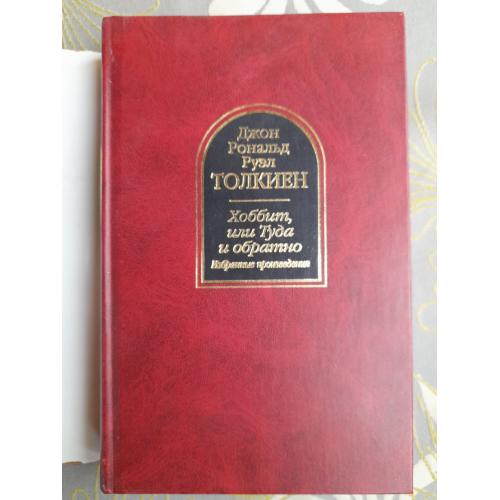 Джон
Рональд
Руэл
ТОЛКИЕН
Хоббит,
или Туда
и обратно
Избранные произведения